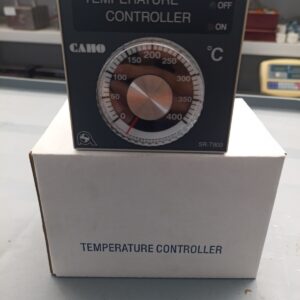 TEMPERATURE
CONTROLLER
OFF
ON
CAHO
°C
0
50
100
150
200
250
300
350
400
SR-T903
TEMPERATURE CONTROLLER